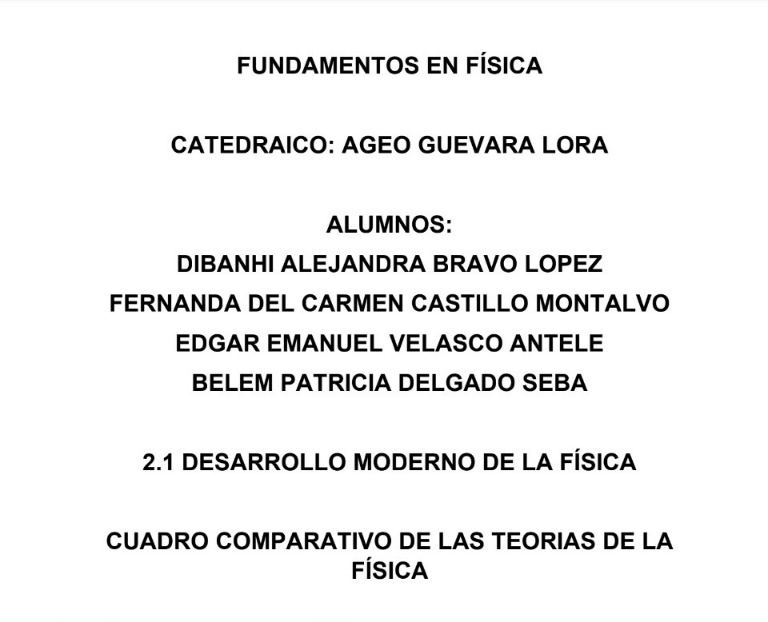 FUNDAMENTOS EN FÍSICA
CATEDRAICO: AGEO GUEVARA LORA
ALUMNOS:
DIBANHI ALEJANDRA BRAVO LOPEZ
FERNANDA DEL CARMEN CASTILLO MONTALVO
EDGAR EMANUEL VELASCO ANTELE
BELEM PATRICIA DELGADO SEBA
2.1 DESARROLLO MODERNO DE LA FÍSICA
CUADRO COMPARATIVO DE LAS TEORIAS DE LA
FÍSICA